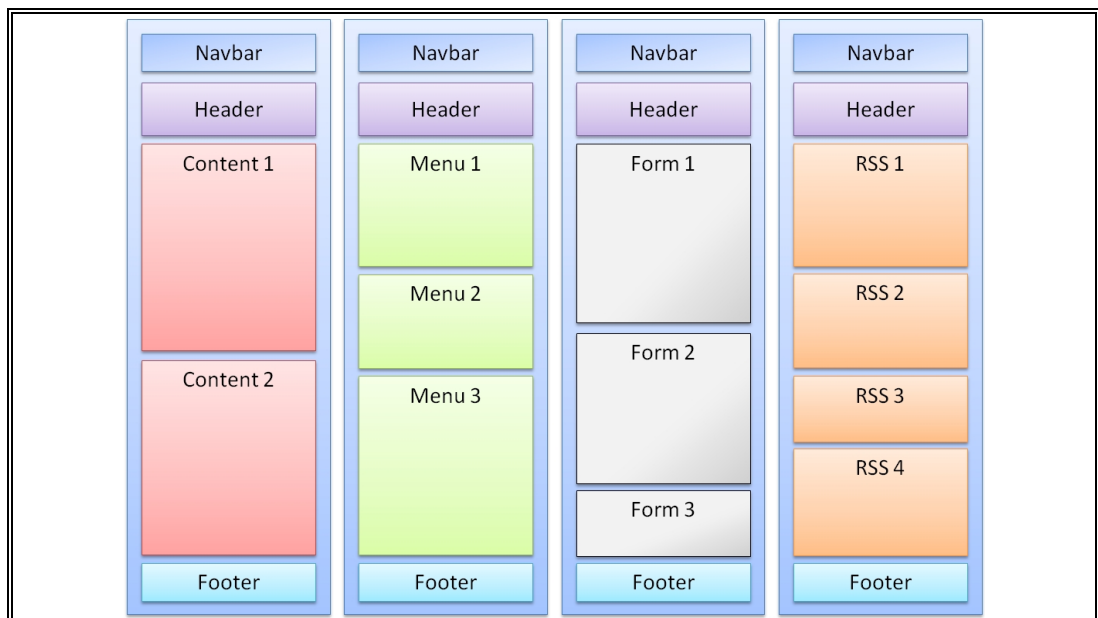 Navbar
Header
Content 1
Content 2
Footer
Navbar
Header
Menu 1
Menu 2
Menu 3
Footer
Navbar
Header
Form 1
Form 2
Form 3
Footer
Navbar
Header
RSS 1
RSS 2
RSS 3
RSS 4
Footer